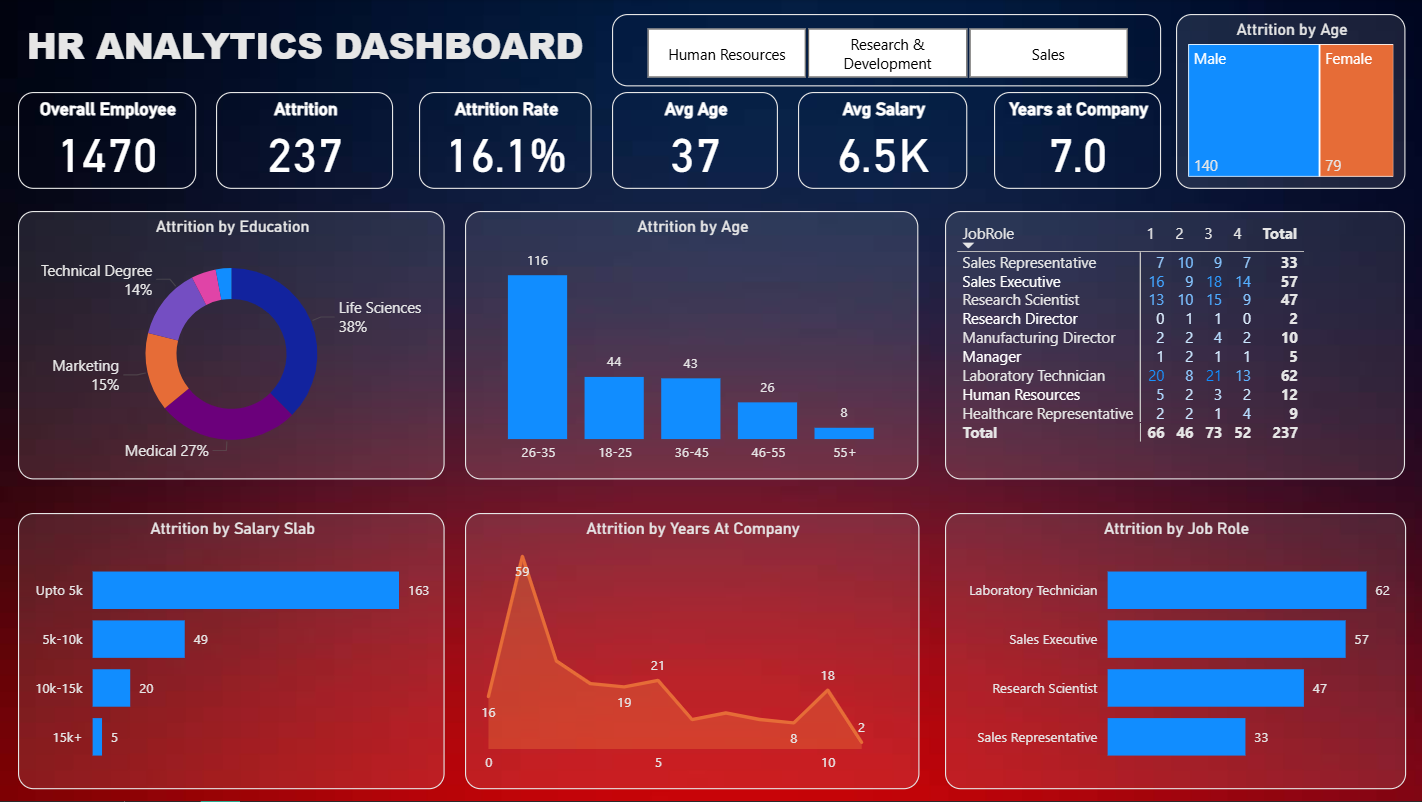 HR ANALYTICS DASHBOARD
Human Resources
Research &
Development
Sales
Attrition by Age
Male
Female
140
79
Overall Employee
1470
Attrition
237
Attrition Rate
16.1%
Avg Age
37
Avg Salary
6.5K
Years at Company
7.0
Attrition by Education
Technical Degree
14%
Life Sciences
38%
Marketing
15%
Medical 27%
Attrition by Age
116
44
43
26
8
26-35 18-25 36-45 46-55 55+
JobRole 1 2 3 4 Total
Sales Representative 7 10 9 7 33
Sales Executive 16 9 18 14 57
Research Scientist 13 10 15 9 47
Research Director 0 1 1 0 2
Manufacturing Director 2 2 4 2 10
Manager 1 2 1 1 5
Laboratory Technician 20 8 21 13 62
Human Resources 5 2 3 2 12
Healthcare Representative 2 2 1 4 9
Total 66 46 73 52 237
Attrition by Salary Slab
Upto 5k 163
5k-10k 49
10k-15k 20
15k+ 5
Attrition by Years At Company
59
16
19
21
8
18
2
0 5 10
Attrition by Job Role
Laboratory Technician 62
Sales Executive 57
Research Scientist 47
Sales Representative 33